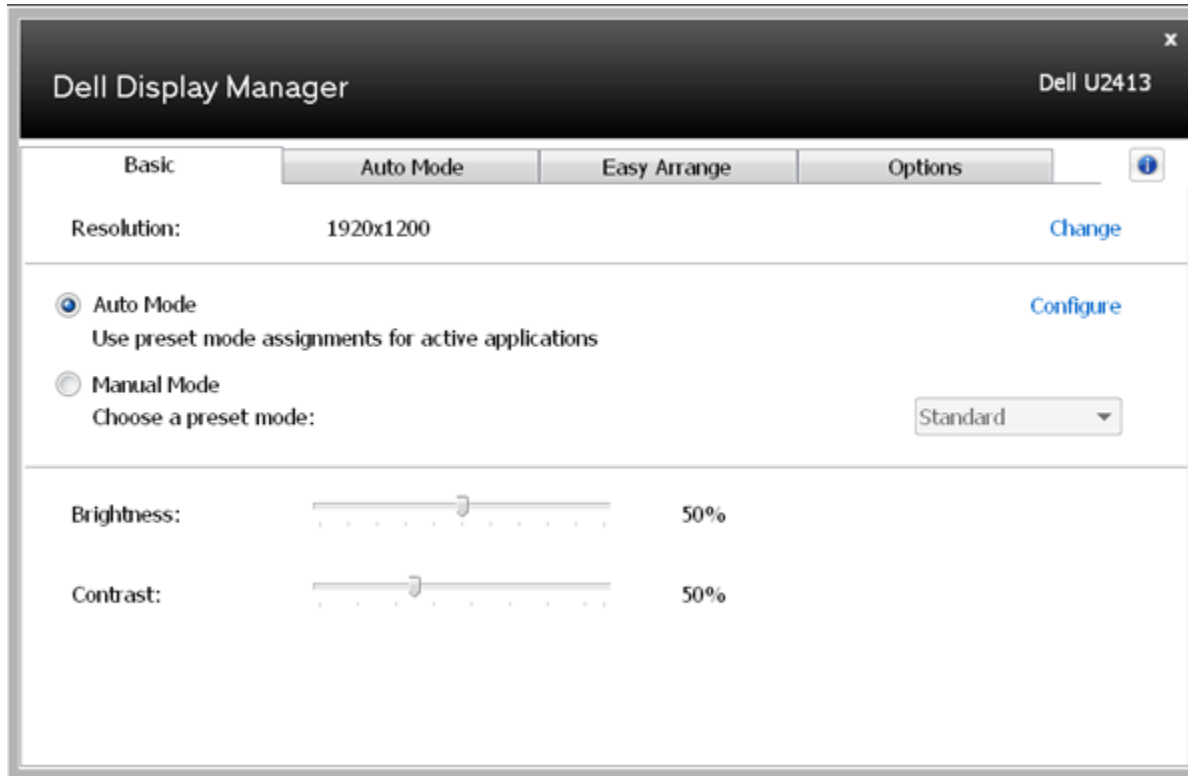 x
Dell Display Manager Dell U2413
Basic Auto Mode Easy Arrange Options
Resolution: 1920x1200 Change
Auto Mode Configure
Use preset mode assignments for active applications
Manual Mode
Choose a preset mode: Standard
Brightness: 50%
Contrast: 50%